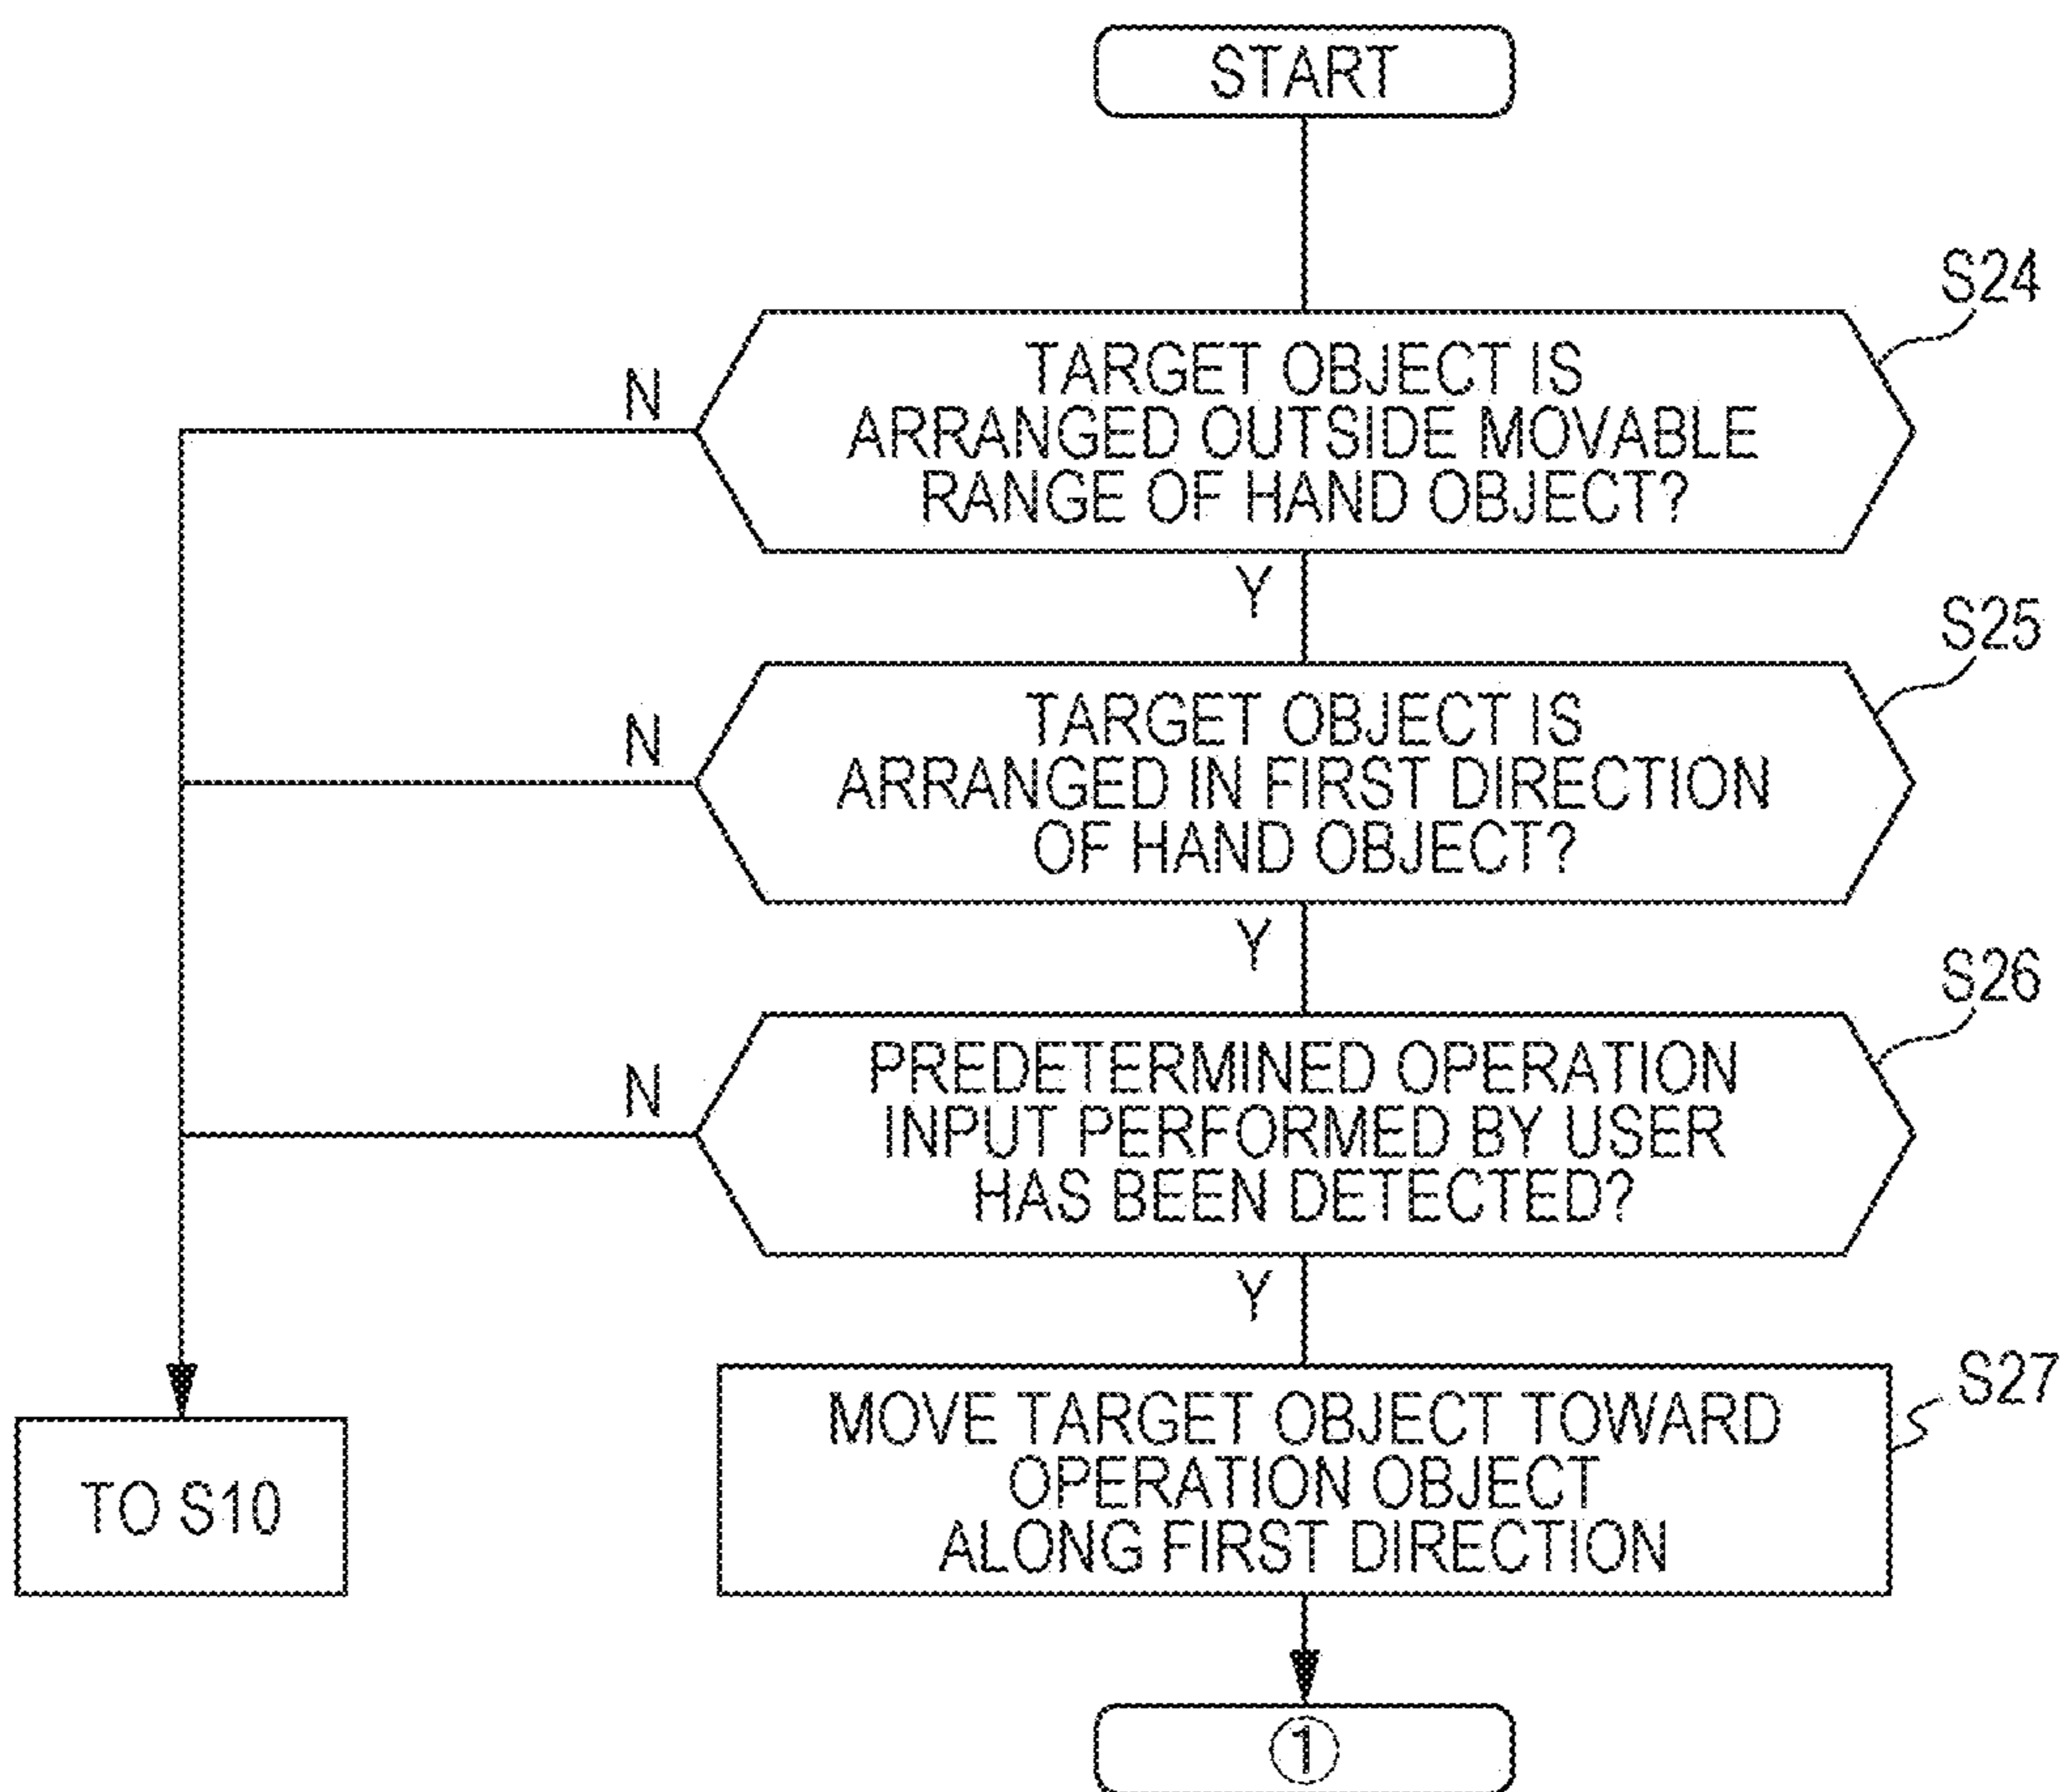 START
S24
TARGET OBJECT IS
ARRANGED OUTSIDE MOVABLE
RANGE OF HAND OBJECT?
N
Y
S25
TARGET OBJECT IS
ARRANGED IN FIRST DIRECTION
OF HAND OBJECT?
N
Y
S26
PREDETERMINED OPERATION
INPUT PERFORMED BY USER
HAS BEEN DETECTED?
N
Y
S27
MOVE TARGET OBJECT TOWARD
OPERATION OBJECT
ALONG FIRST DIRECTION
TO S10
①